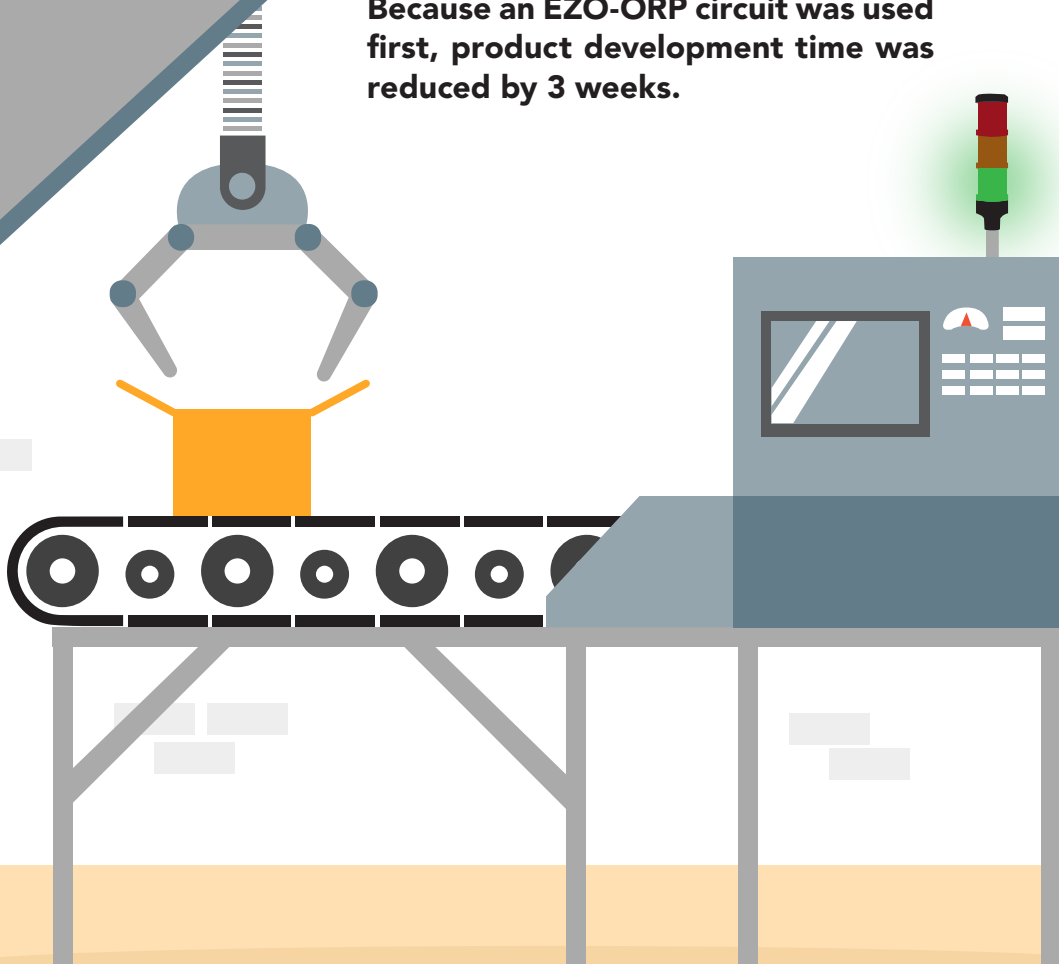 Because an EZO-ORP circuit was used
first, product development time was
reduced by 3 weeks.